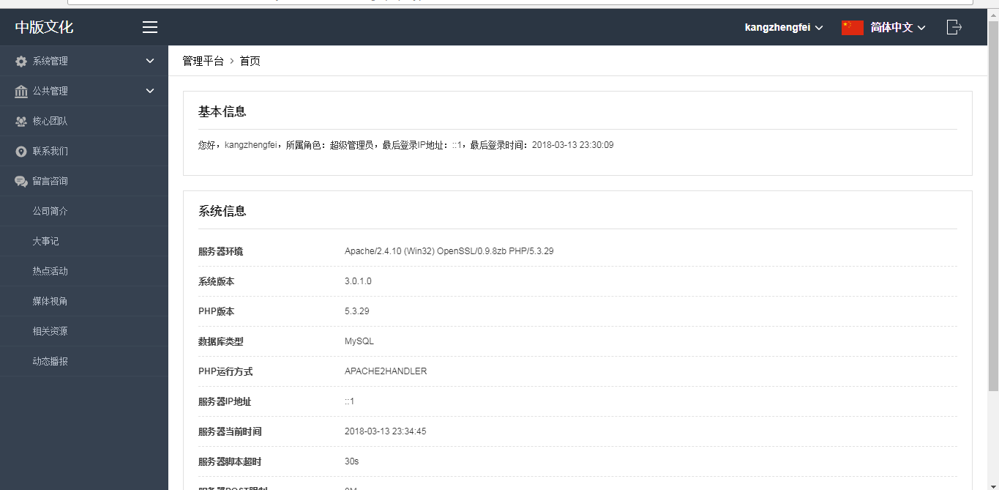 中版文化
kangzhengfei
简体中文
系统管理
公共管理
核心团队
联系我们
留言咨询
公司简介
大事记
热点活动
媒体视角
相关资源
动态播报
管理平台 › 首页
基本信息
您好，kangzhengfei，所属角色：超级管理员，最后登录IP地址：::1，最后登录时间：2018-03-13 23:30:09
系统信息
服务器环境 Apache/2.4.10 (Win32) OpenSSL/0.9.8zb PHP/5.3.29
系统版本 3.0.1.0
PHP版本 5.3.29
数据库类型 MySQL
PHP运行方式 APACHE2HANDLER
服务器IP地址 ::1
服务器当前时间 2018-03-13 23:34:45
服务器脚本超时 30s